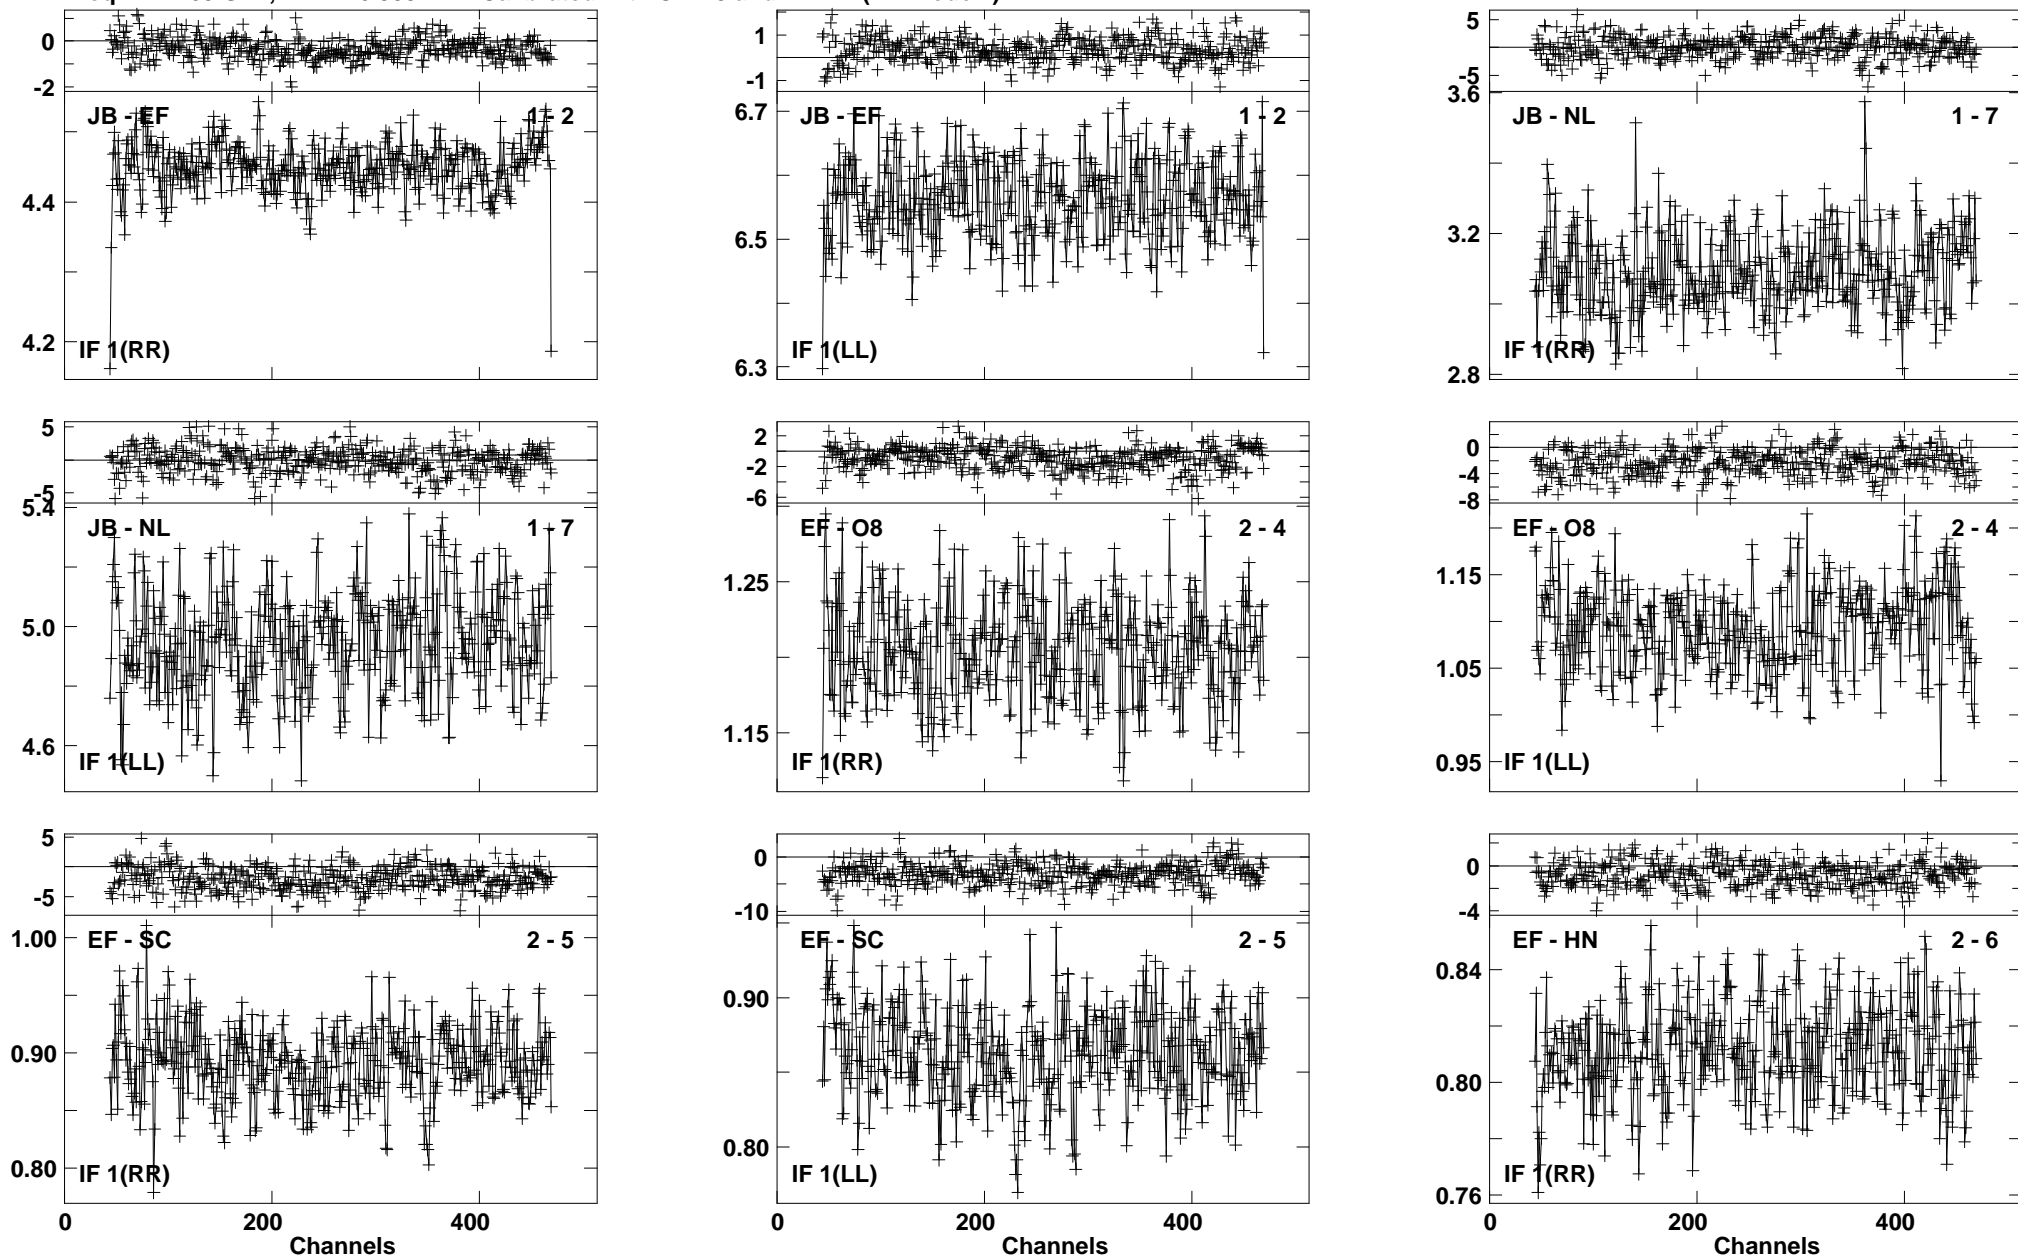 0
-2
JB - EF
1 - 2
4.4
4.2
IF 1(RR)
1
-1
JB - EF
1 - 2
6.7
6.5
6.3
IF 1(LL)
5
-5
3.6
JB - NL
1 - 7
3.2
2.8
IF 1(RR)
5
-5
5.4
JB - NL
1 - 7
5.0
4.6
IF 1(LL)
2
-2
-6
EF - O8
2 - 4
1.25
1.15
IF 1(RR)
0
-4
-8
EF - O8
2 - 4
1.15
1.05
0.95
IF 1(LL)
5
-5
1.00
EF - SC
2 - 5
0.90
0.80
IF 1(RR)
0
200
400
Channels
0
-10
EF - SC
2 - 5
0.90
0.80
IF 1(LL)
0
200
400
Channels
0
-4
EF - HN
2 - 6
0.84
0.80
0.76
IF 1(RR)
0
200
400
Channels